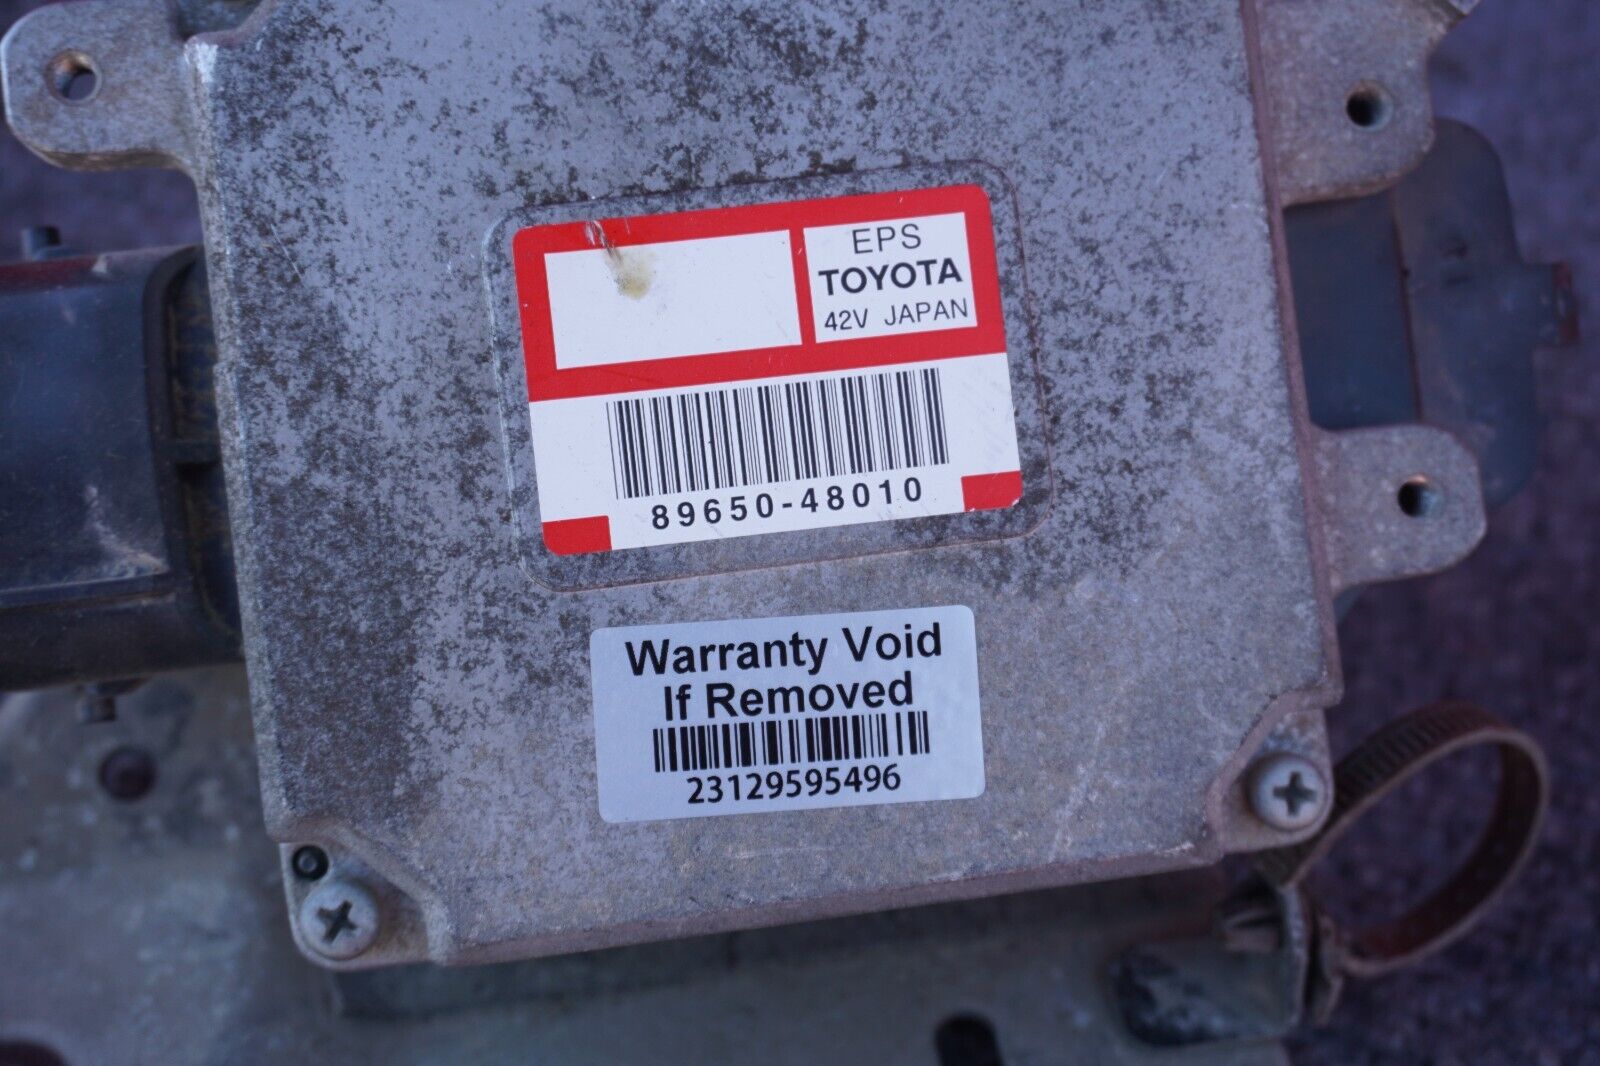 EPS
TOYOTA
42V JAPAN
89650-48010
Warranty Void
If Removed
23129595496